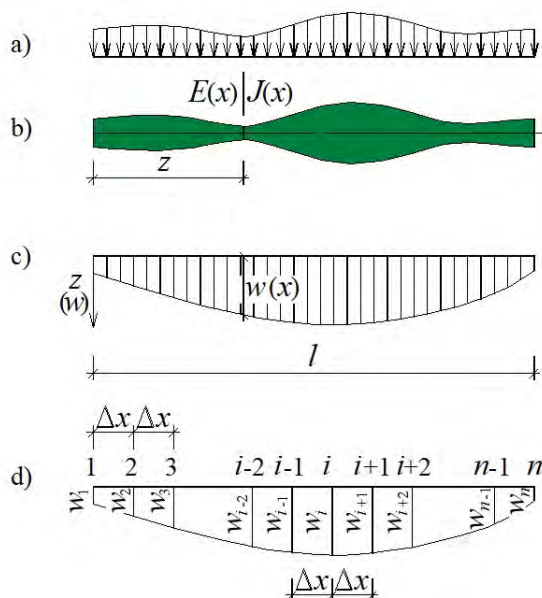 a)
E(x) J(x)
b)
z
c)
z
(w)
w(x)
l
Δx Δx
1 2 3 i-2 i-1 i i+1 i+2 n-1 n
d)
w₁ w₂ w₃ wᵢ₋₂ wᵢ₋₁ wᵢ wᵢ₊₁ wᵢ₊₂ wₙ₋₁ wₙ
Δx Δx